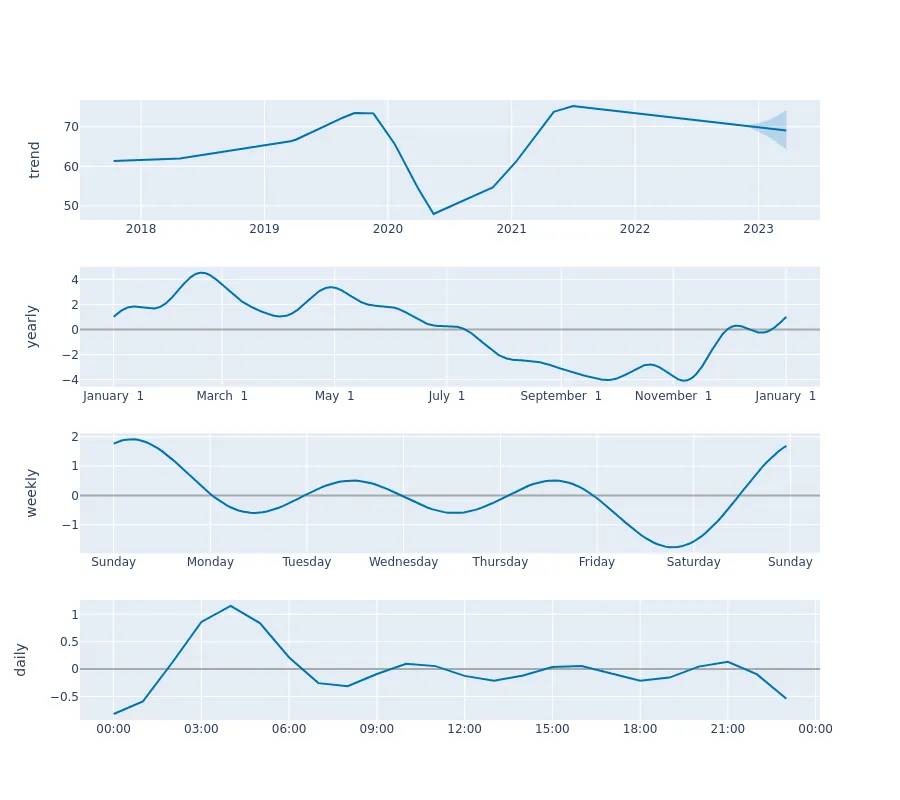 trend
70
60
50
2018 2019 2020 2021 2022 2023
yearly
4
2
0
−2
−4
January 1 March 1 May 1 July 1 September 1 November 1 January 1
weekly
2
1
0
−1
Sunday Monday Tuesday Wednesday Thursday Friday Saturday Sunday
daily
1
0.5
0
−0.5
00:00 03:00 06:00 09:00 12:00 15:00 18:00 21:00 00:00